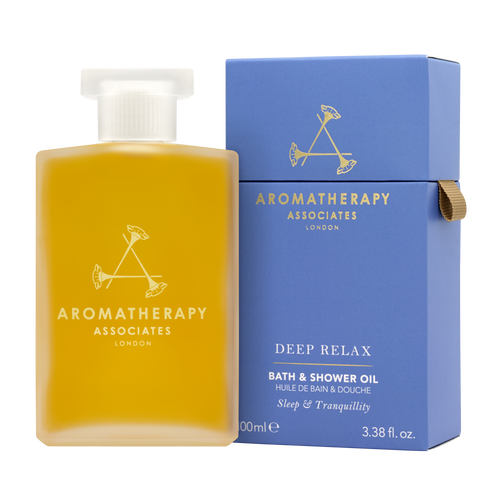 AROMATHERAPY
ASSOCIATES
LONDON
AROMATHERAPY
ASSOCIATES
LONDON
DEEP RELAX
BATH & SHOWER OIL
HUILE DE BAIN & DOUCHE
Sleep & Tranquillity
00ml℮
3.38 fl. oz.